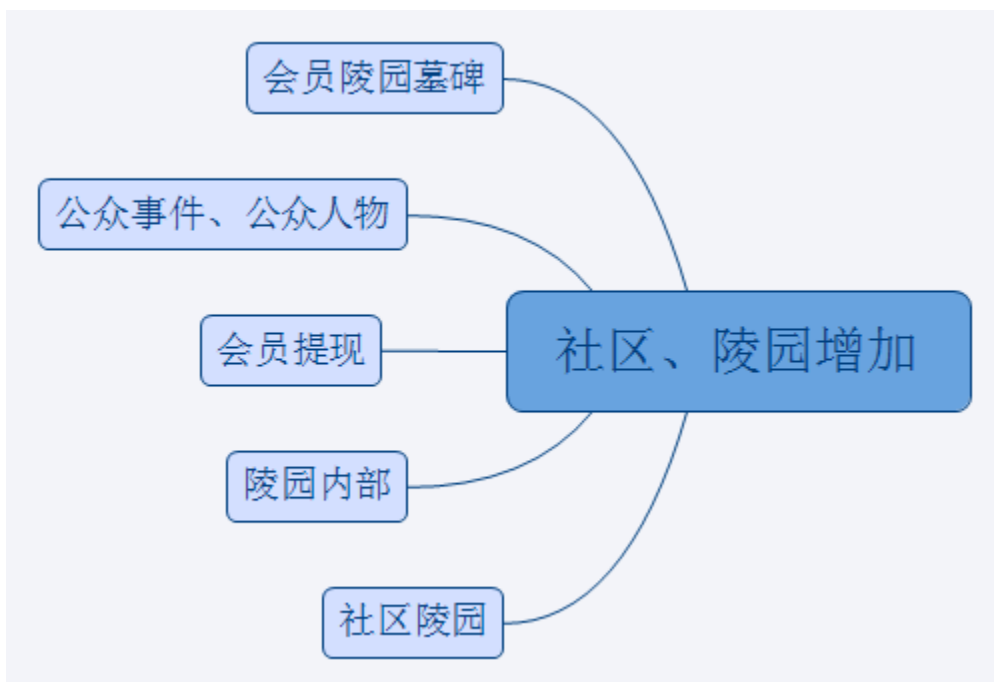 会员陵园墓碑
公众事件、公众人物
会员提现
社区、陵园增加
陵园内部
社区陵园